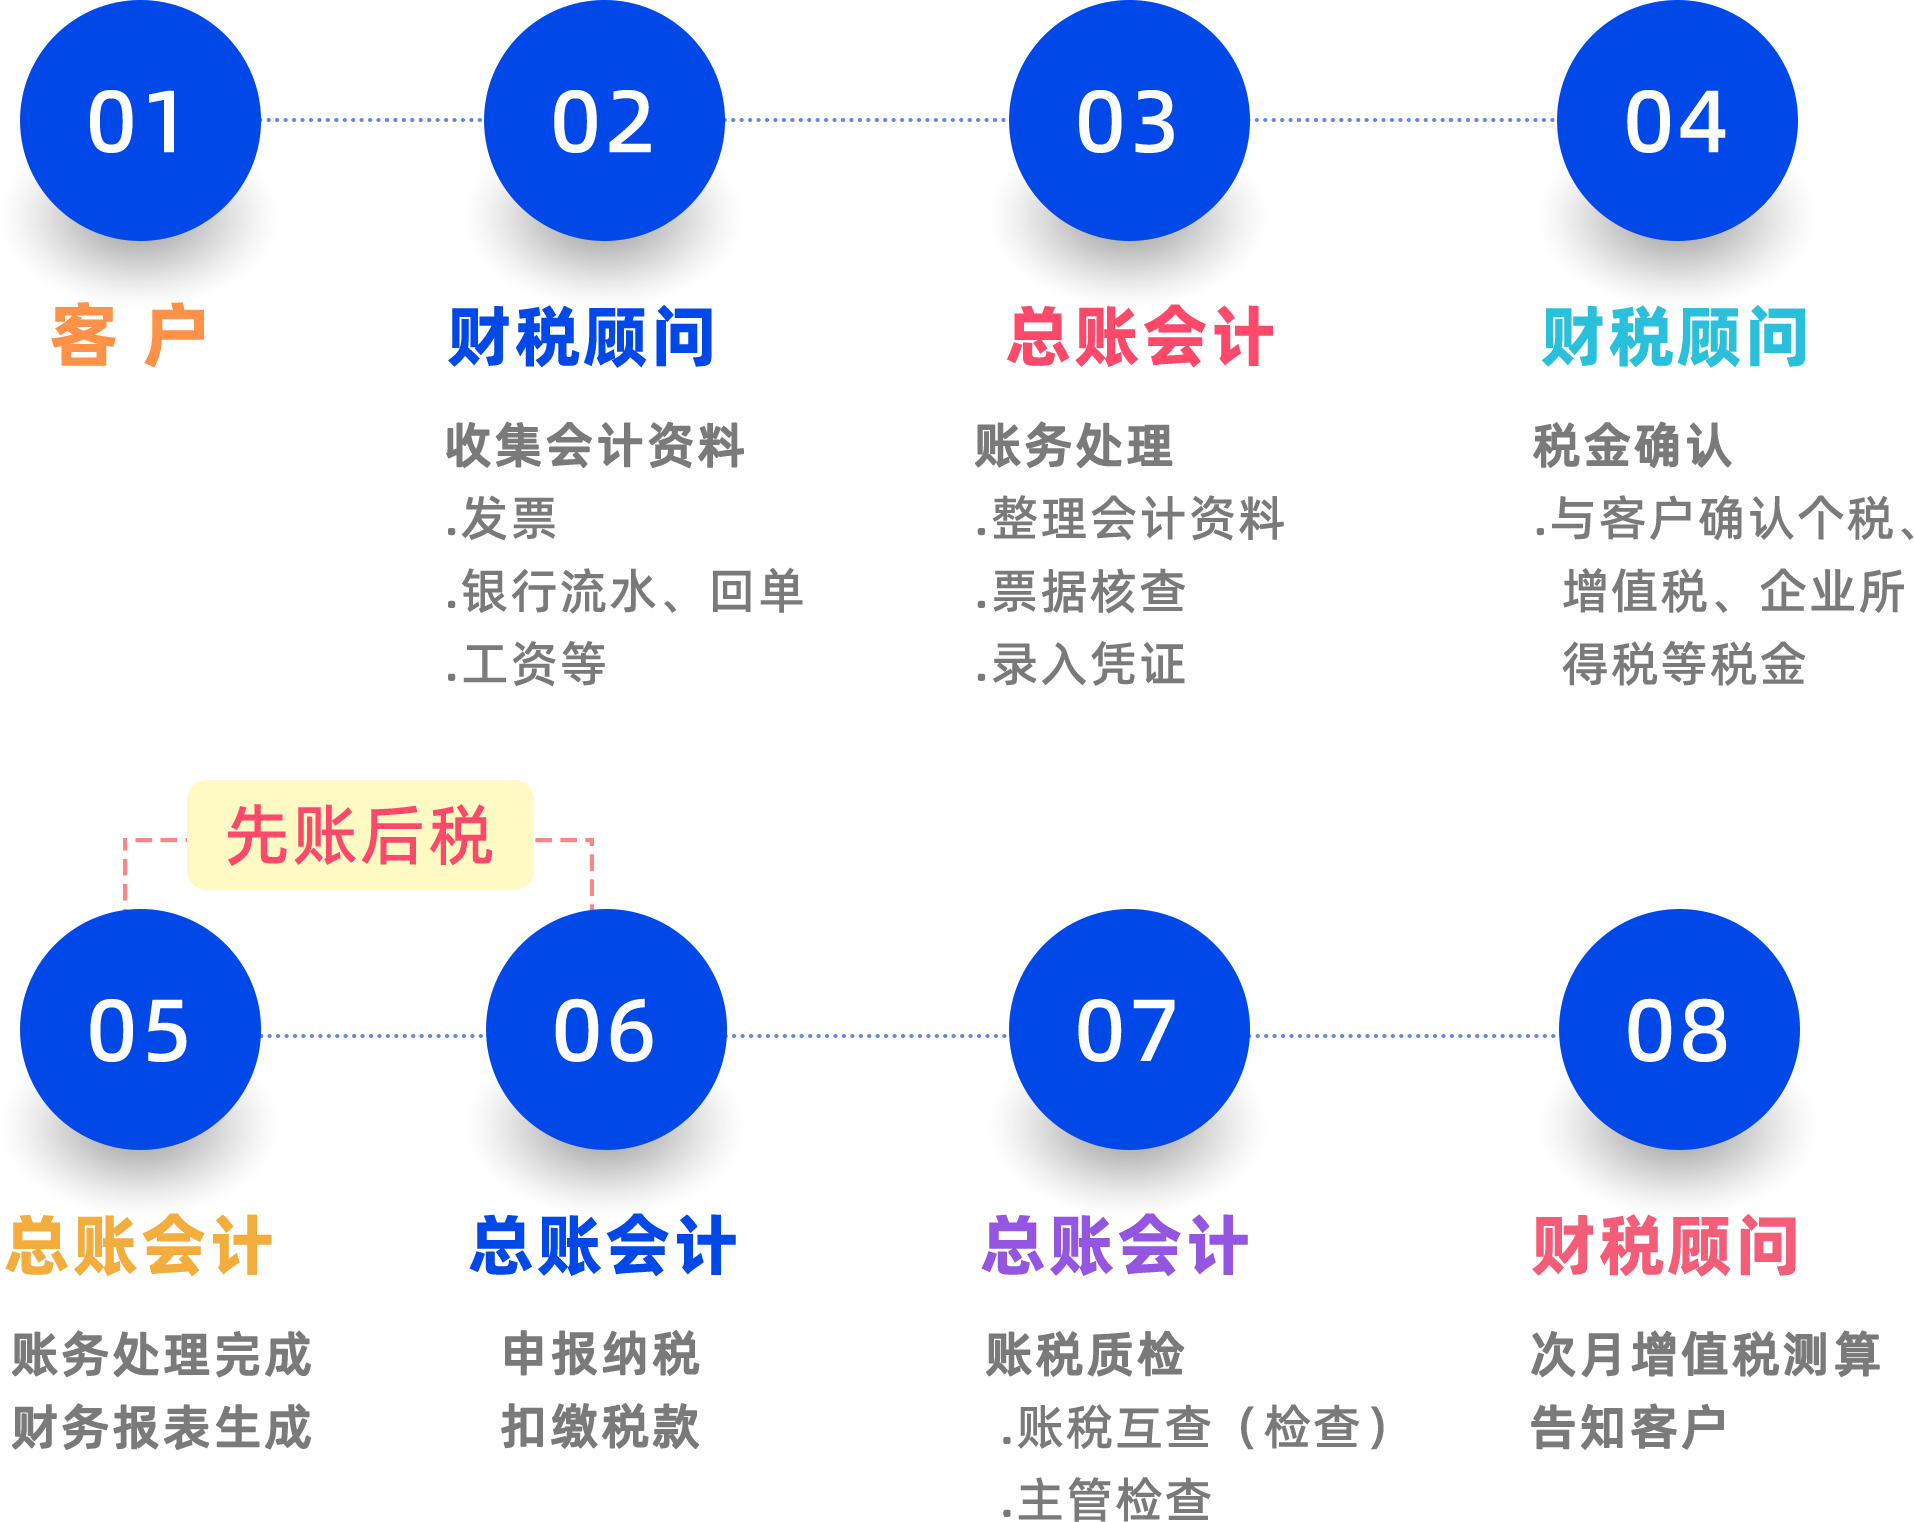 01
02
03
04
客 户
财税顾问
总账会计
财税顾问
收集会计资料
.发票
.银行流水、回单
.工资等
账务处理
.整理会计资料
.票据核查
.录入凭证
税金确认
.与客户确认个税、
增值税、企业所
得税等税金
先账后税
05
06
07
08
总账会计
总账会计
总账会计
财税顾问
账务处理完成
财务报表生成
申报纳税
扣缴税款
账税质检
.账税互查（检查）
.主管检查
次月增值税测算
告知客户